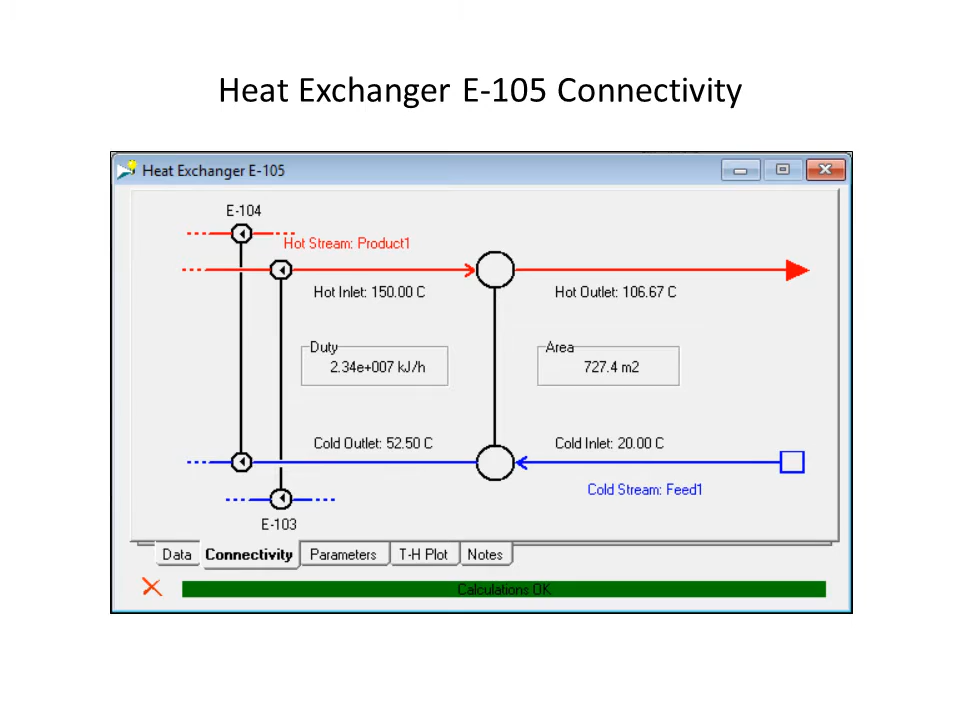 Heat Exchanger E-105 Connectivity
Heat Exchanger E-105
E-104
Hot Stream: Product1
Hot Inlet: 150.00 C
Hot Outlet: 106.67 C
Duty
2.34e+007 kJ/h
Area
727.4 m2
Cold Outlet: 52.50 C
Cold Inlet: 20.00 C
Cold Stream: Feed1
E-103
Data Connectivity Parameters T-H Plot Notes
Calculations OK